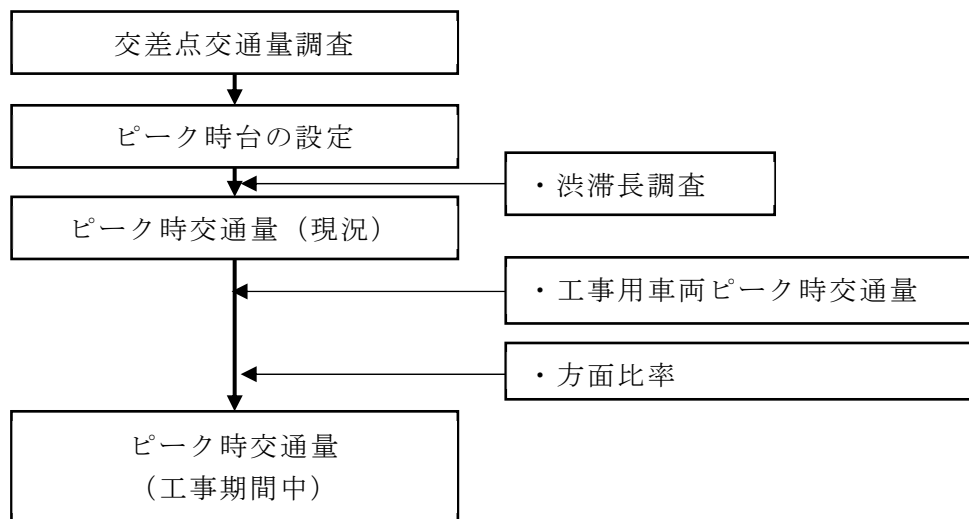 交差点交通量調査
ピーク時台の設定
・渋滞長調査
ピーク時交通量（現況）
・工事用車両ピーク時交通量
・方面比率
ピーク時交通量
（工事期間中）